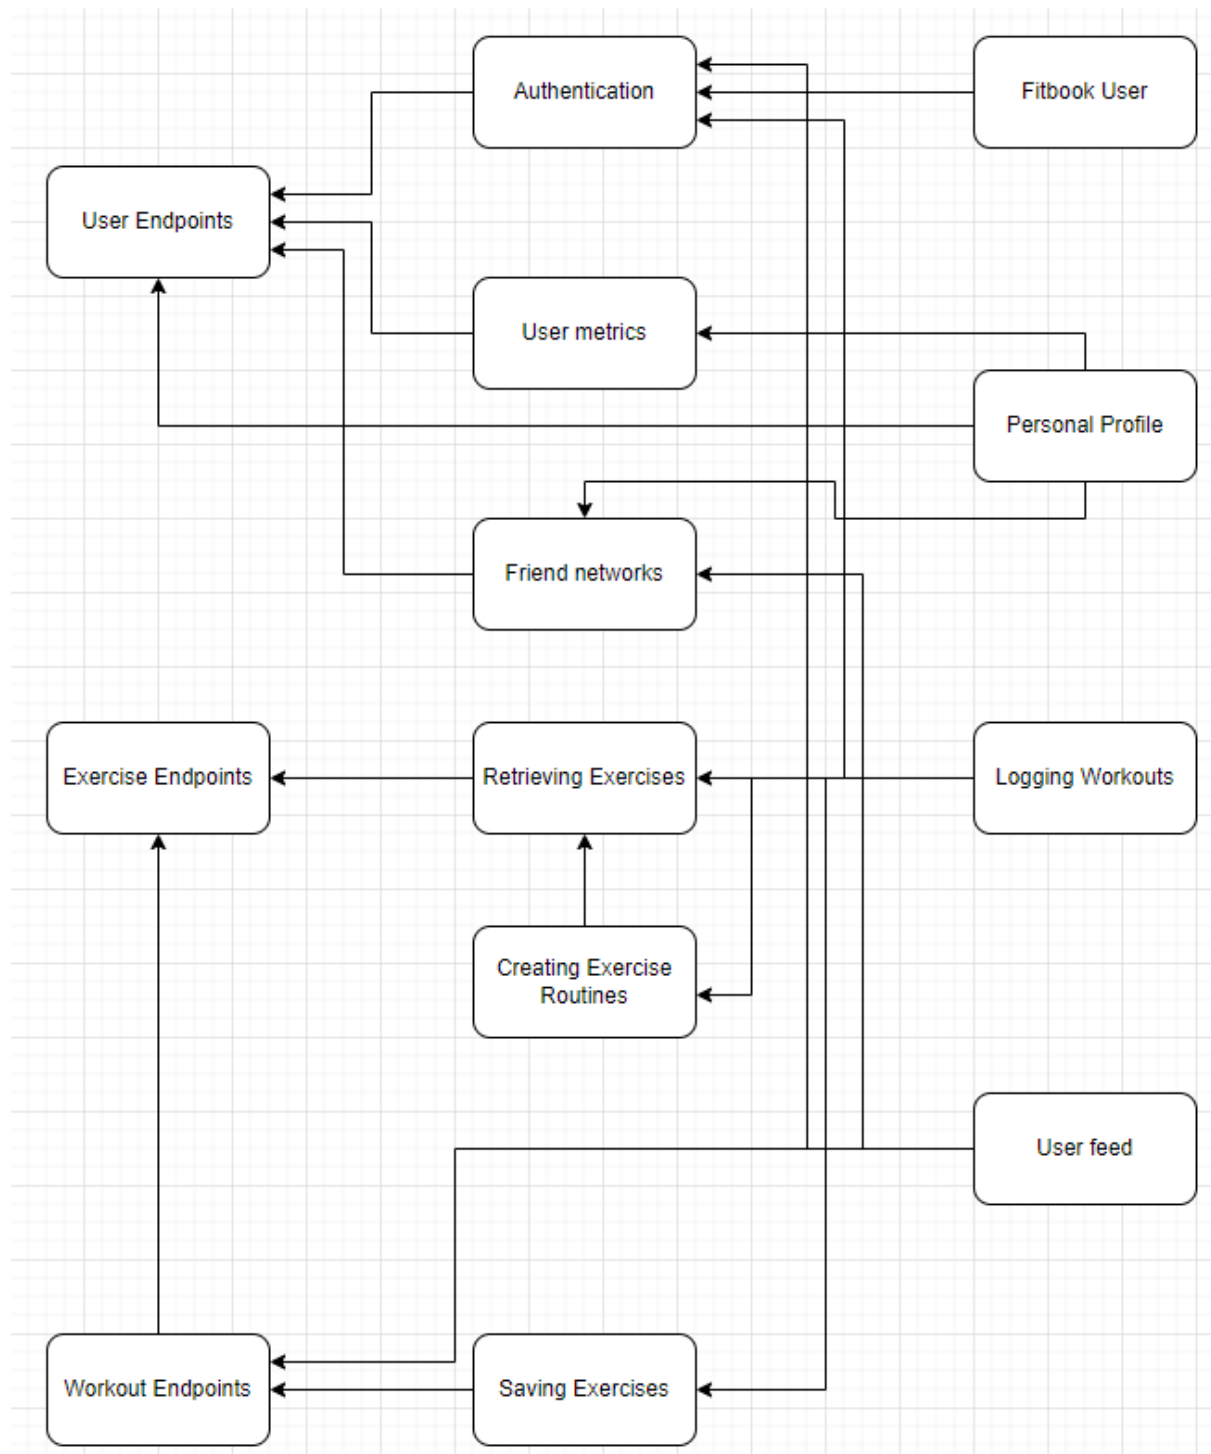 Authentication
Fitbook User
User Endpoints
User metrics
Personal Profile
Friend networks
Exercise Endpoints
Retrieving Exercises
Logging Workouts
Creating Exercise
Routines
User feed
Workout Endpoints
Saving Exercises